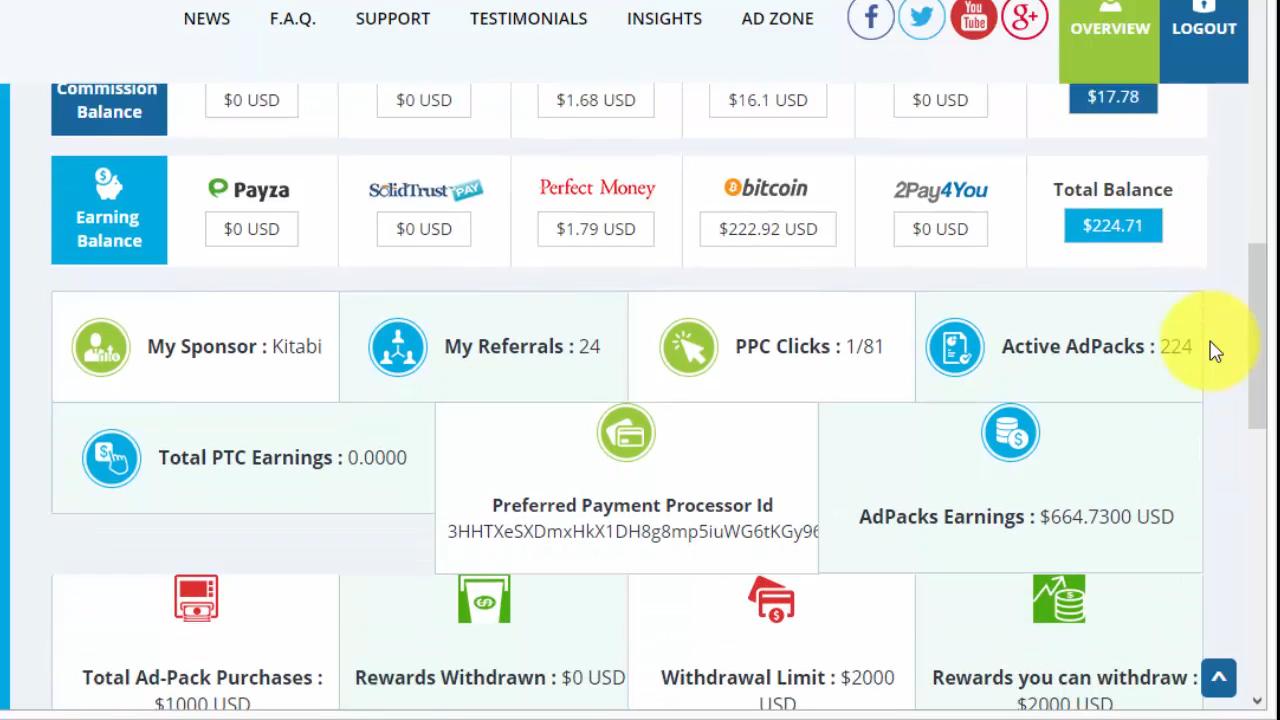 NEWS F.A.Q. SUPPORT TESTIMONIALS INSIGHTS AD ZONE f You Tube g+ OVERVIEW LOGOUT
Commission Balance $0 USD $0 USD $1.68 USD $16.1 USD $0 USD $17.78
Earning Balance
Payza SolidTrust PAY Perfect Money bitcoin 2Pay4You Total Balance
$0 USD $0 USD $1.79 USD $222.92 USD $0 USD $224.71
My Sponsor : Kitabi My Referrals : 24 PPC Clicks : 1/81 Active AdPacks : 224
Total PTC Earnings : 0.0000
Preferred Payment Processor Id
3HHTXeSXDmxHkX1DH8g8mp5iuWG6tKGy96
AdPacks Earnings : $664.7300 USD
Total Ad-Pack Purchases :
$1000 USD
Rewards Withdrawn : $0 USD
Withdrawal Limit : $2000
USD
Rewards you can withdraw :
$2000 USD